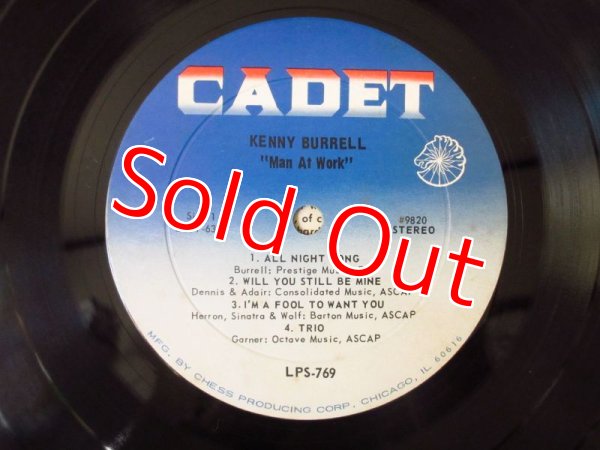 CADET
KENNY BURRELL
"Man At Work"
of c
#9820
STEREO
1. ALL NIGHT LONG
Burrell: Prestige
2. WILL YOU STILL BE MINE
Dennis & Adair: Consolidated Music, ASCAP
3. I'M A FOOL TO WANT YOU
Herron, Sinatra & Wolf: Barton Music, ASCAP
4. TRIO
Garner: Octave Music, ASCAP
LPS-769
MFG. BY CHESS PRODUCING CORP. CHICAGO, IL 60616
Sold Out